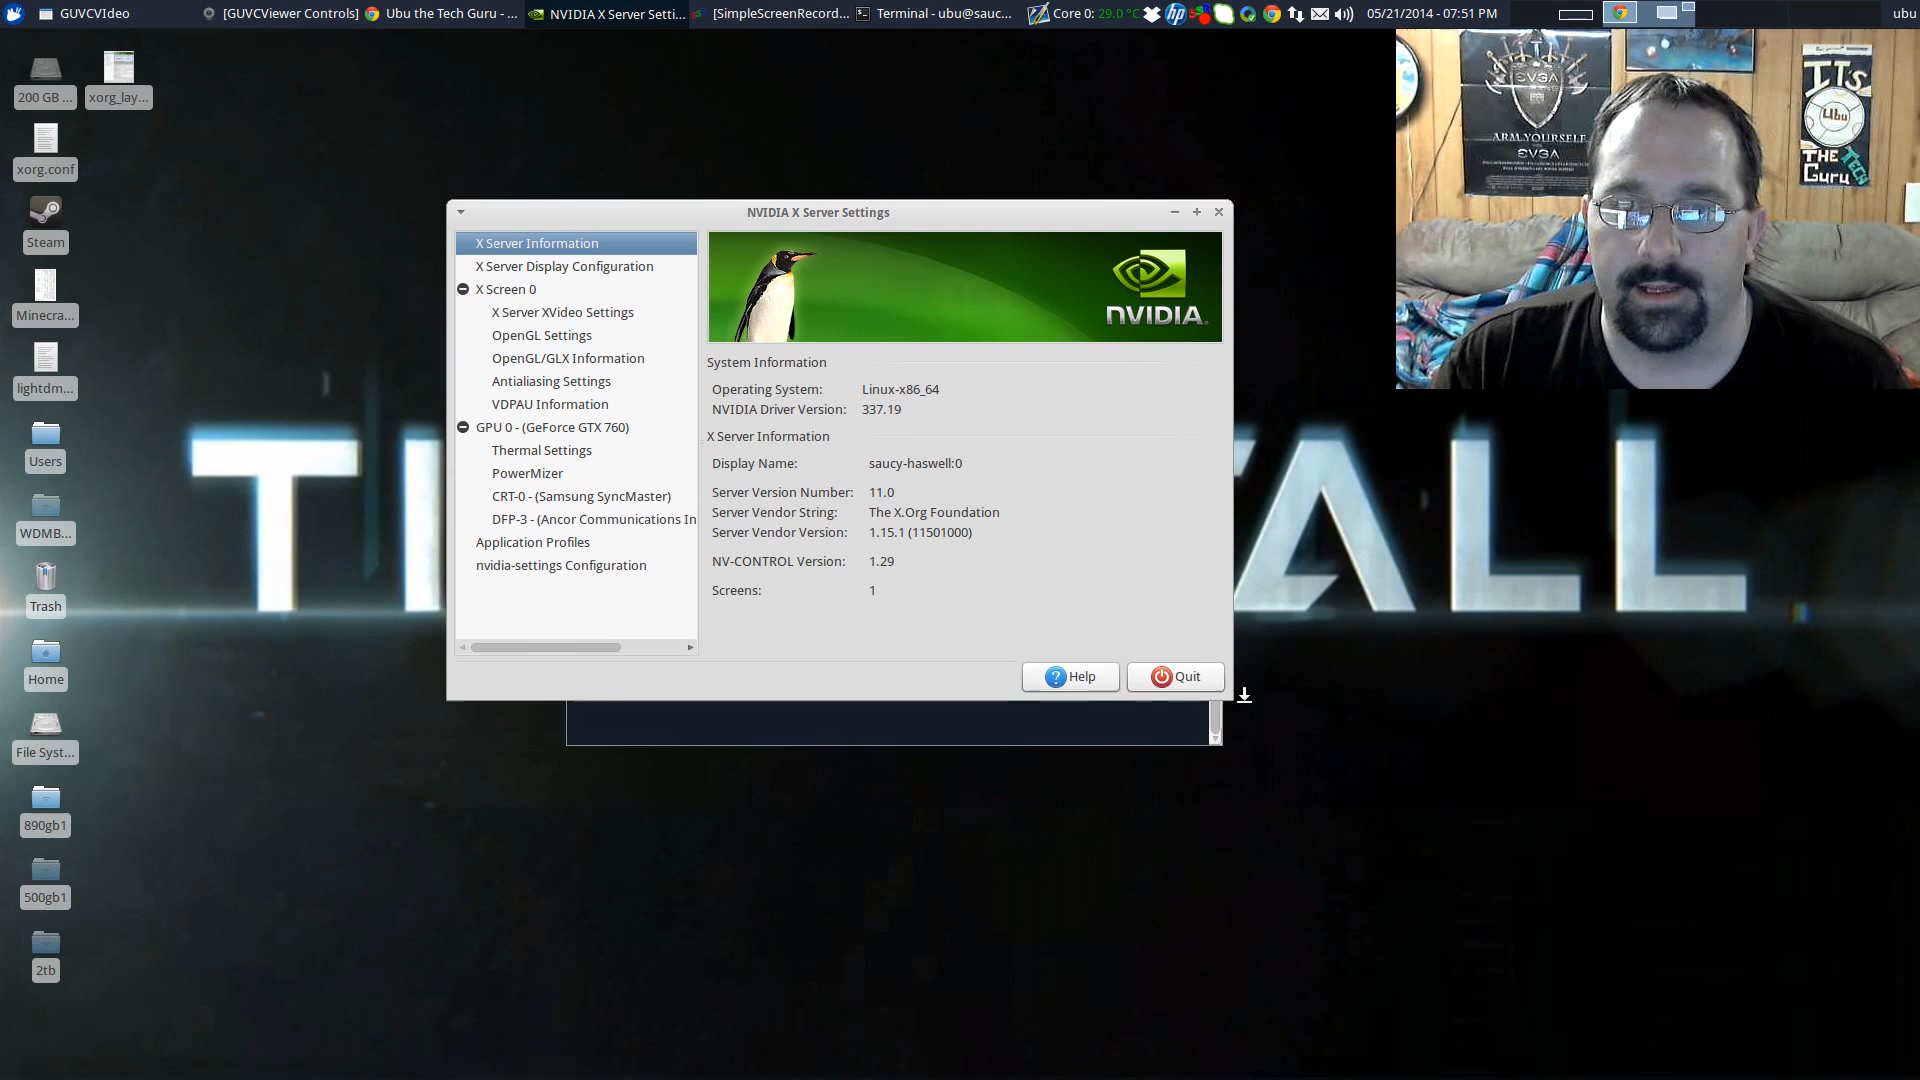 GUVCVIdeo
[GUVCViewer Controls]
Ubu the Tech Guru - ...
NVIDIA X Server Setti...
[SimpleScreenRecord...
Terminal - ubu@sauc...
Core 0: 29.0 °C
hp
05/21/2014 - 07:51 PM
ubu
200 GB ...
xorg_lay...
xorg.conf
Steam
Minecra...
lightdm...
Users
WDMB...
Trash
Home
File Syst...
890gb1
500gb1
2tb
EVGA
ARM YOURSELF
EVGA
IT's
Ubu
THE TECH
Guru
TI
ALL
NVIDIA X Server Settings
X Server Information
X Server Display Configuration
X Screen 0
X Server XVideo Settings
OpenGL Settings
OpenGL/GLX Information
Antialiasing Settings
VDPAU Information
GPU 0 - (GeForce GTX 760)
Thermal Settings
PowerMizer
CRT-0 - (Samsung SyncMaster)
DFP-3 - (Ancor Communications In
Application Profiles
nvidia-settings Configuration
NVIDIA.
System Information
Operating System: Linux-x86_64
NVIDIA Driver Version: 337.19
X Server Information
Display Name: saucy-haswell:0
Server Version Number: 11.0
Server Vendor String: The X.Org Foundation
Server Vendor Version: 1.15.1 (11501000)
NV-CONTROL Version: 1.29
Screens: 1
Help
Quit